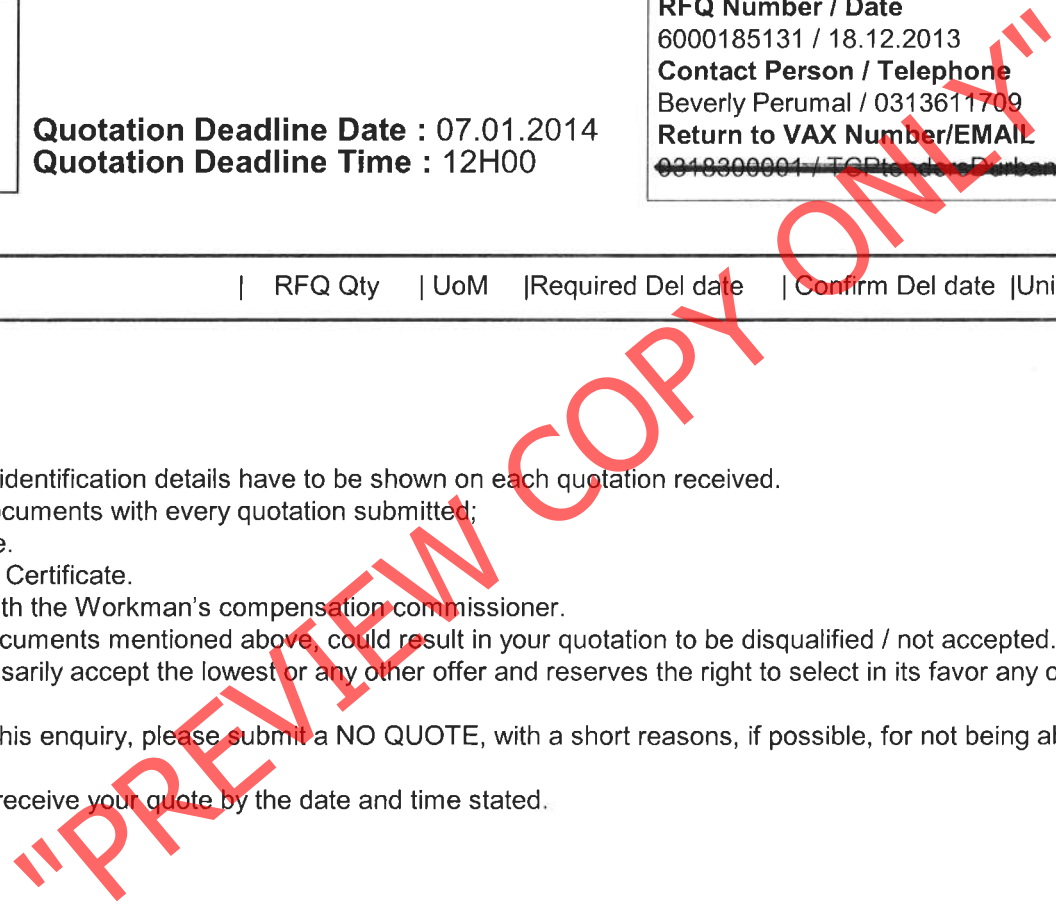 RFQ Number / Date
6000185131 / 18.12.2013
Contact Person / Telephone
Beverly Perumal / 0313611709
Return to VAX Number/EMAIL
0318300001 / TCPtendersDurban
Quotation Deadline Date : 07.01.2014
Quotation Deadline Time : 12H00
| RFQ Qty | UoM |Required Del date | Confirm Del date |Uni
identification details have to be shown on each quotation received.
ocuments with every quotation submitted;
e.
Certificate.
th the Workman's compensation commissioner.
cuments mentioned above, could result in your quotation to be disqualified / not accepted.
sarily accept the lowest or any other offer and reserves the right to select in its favor any o
his enquiry, please submit a NO QUOTE, with a short reasons, if possible, for not being ab
receive your quote by the date and time stated.
"PREVIEW COPY ONLY"